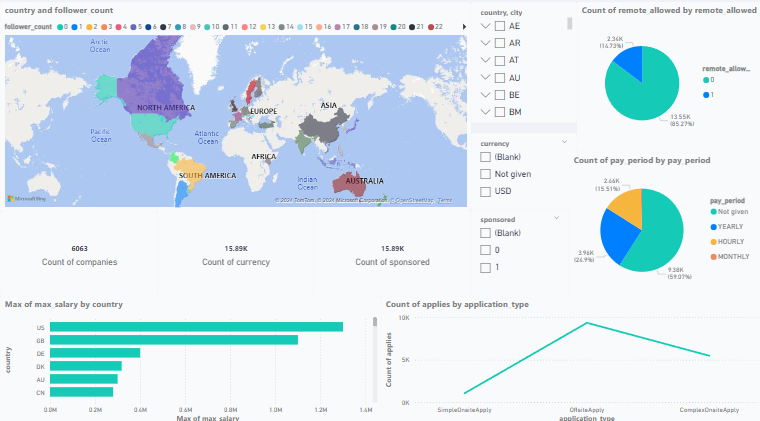 country and follower_count
follower_count 0 1 2 3 4 5 6 7 8 9 10 11 12 13 14 15 16 17 18 19 20 21 22
Arctic
Ocean
NORTH AMERICA
EUROPE
ASIA
Pacific
Ocean
Atlantic
Ocean
AFRICA
SOUTH AMERICA
Indian
Ocean
AUSTRALIA
Microsoft Bing
© 2024 TomTom, © 2024 Microsoft Corporation, © OpenStreetMap Terms
country, city
AE
AR
AT
AU
BE
BM
currency
(Blank)
Not given
USD
sponsored
(Blank)
0
1
Count of remote_allowed by remote_allowed
2.34K
(14.73%)
13.55K
(85.27%)
remote_allow...
0
1
Count of pay_period by pay_period
2.46K
(15.51%)
3.96K
(24.9%)
9.38K
(59.07%)
pay_period
Not given
YEARLY
HOURLY
MONTHLY
6063
Count of companies
15.89K
Count of currency
15.89K
Count of sponsored
Max of max_salary by country
country
US
GB
DE
DK
AU
CN
0.0M 0.2M 0.4M 0.6M 0.8M 1.0M 1.2M 1.4M
Max of max_salary
Count of applies by application_type
Count of applies
10K
5K
0K
SimpleOnsiteApply OffsiteApply ComplexOnsiteApply
application_type